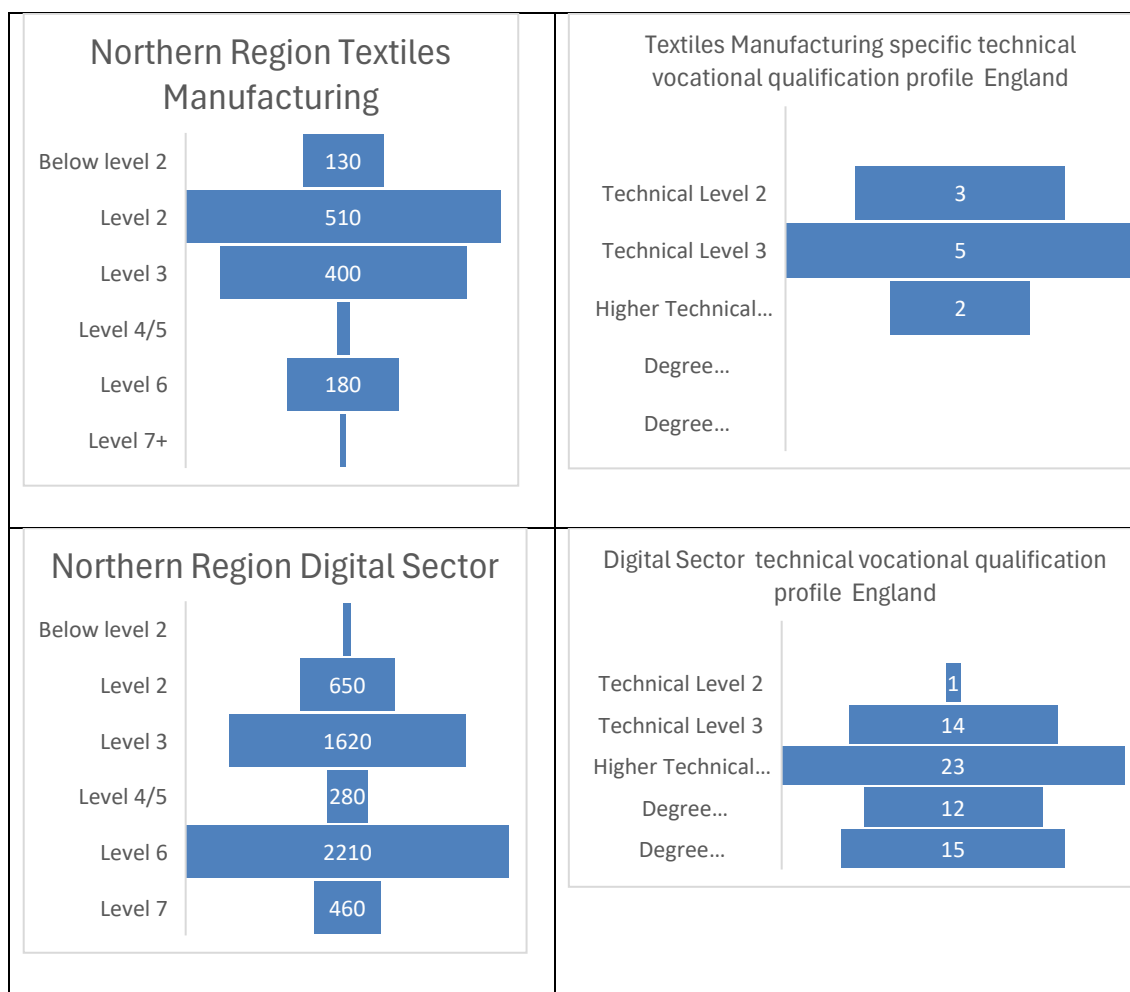 Northern Region Textiles
Manufacturing
Below level 2
130
Level 2
510
Level 3
400
Level 4/5
Level 6
180
Level 7+
Textiles Manufacturing specific technical
vocational qualification profile England
Technical Level 2
3
Technical Level 3
5
Higher Technical...
2
Degree...
Degree...
Northern Region Digital Sector
Below level 2
Level 2
650
Level 3
1620
Level 4/5
280
Level 6
2210
Level 7
460
Digital Sector technical vocational qualification
profile England
Technical Level 2
1
Technical Level 3
14
Higher Technical...
23
Degree...
12
Degree...
15